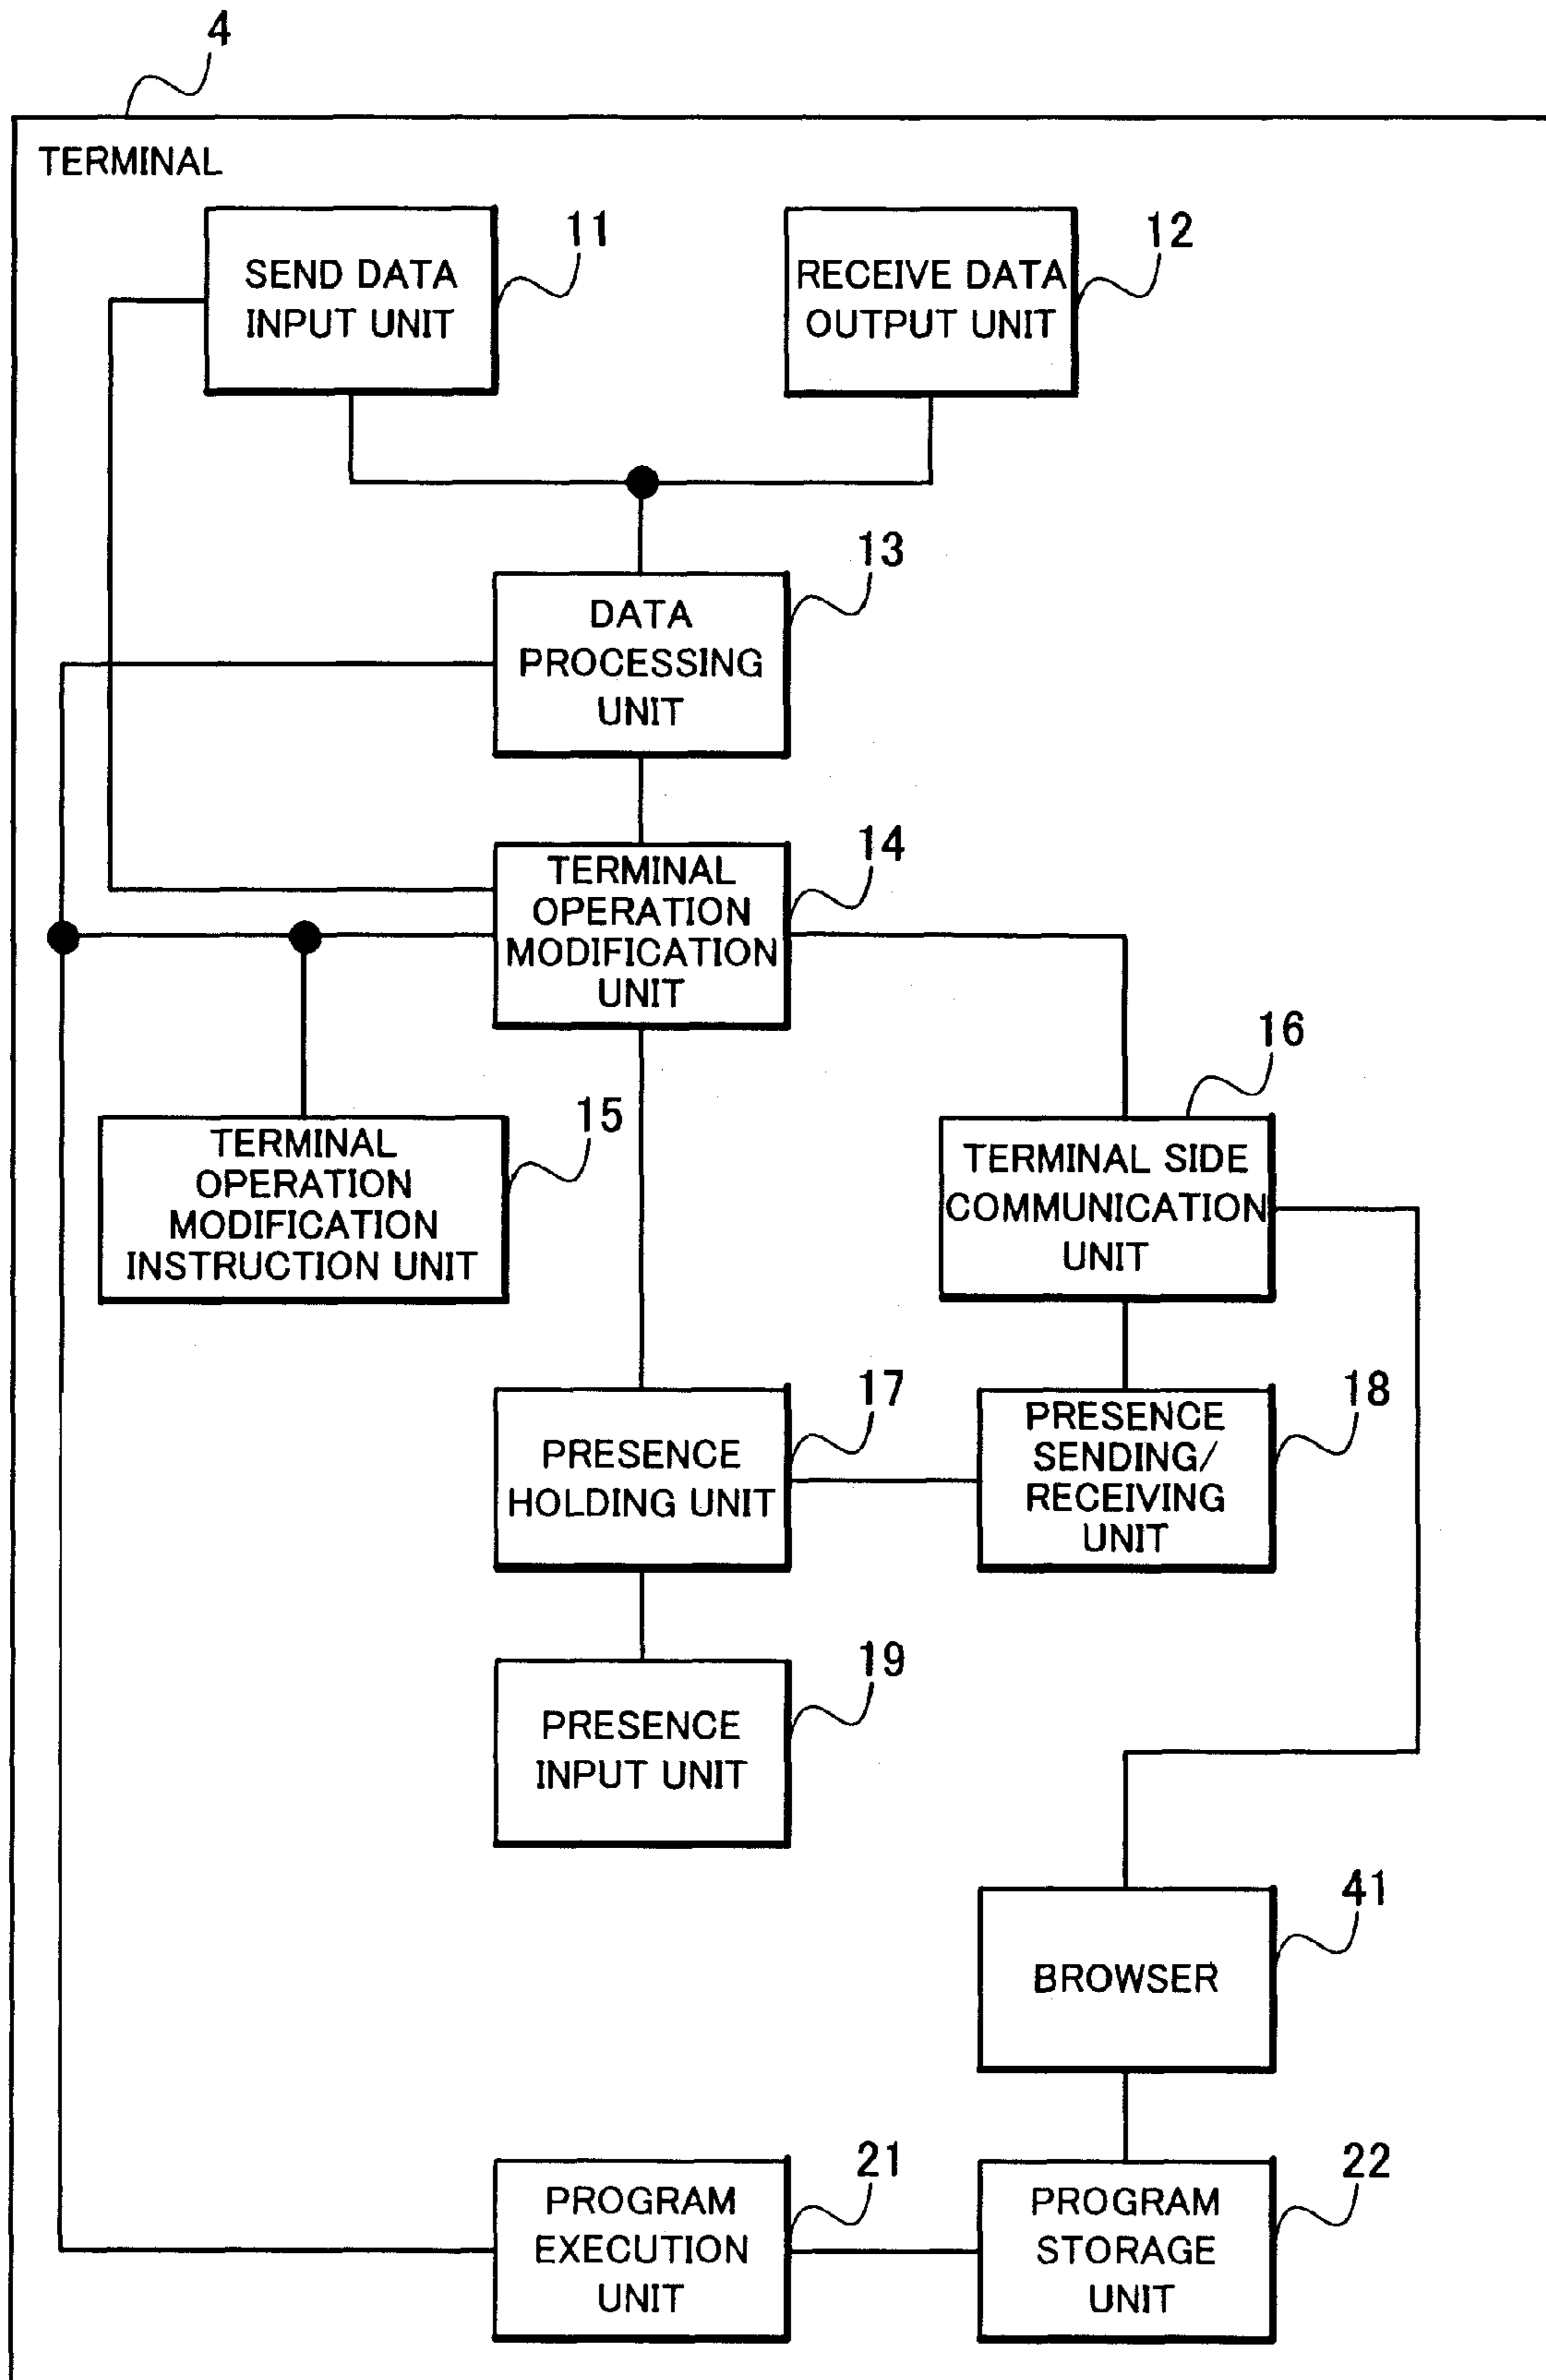 4
TERMINAL
11
SEND DATA
INPUT UNIT
12
RECEIVE DATA
OUTPUT UNIT
13
DATA
PROCESSING
UNIT
14
TERMINAL
OPERATION
MODIFICATION
UNIT
15
TERMINAL
OPERATION
MODIFICATION
INSTRUCTION UNIT
16
TERMINAL SIDE
COMMUNICATION
UNIT
17
PRESENCE
HOLDING UNIT
18
PRESENCE
SENDING/
RECEIVING
UNIT
19
PRESENCE
INPUT UNIT
41
BROWSER
21
PROGRAM
EXECUTION
UNIT
22
PROGRAM
STORAGE
UNIT